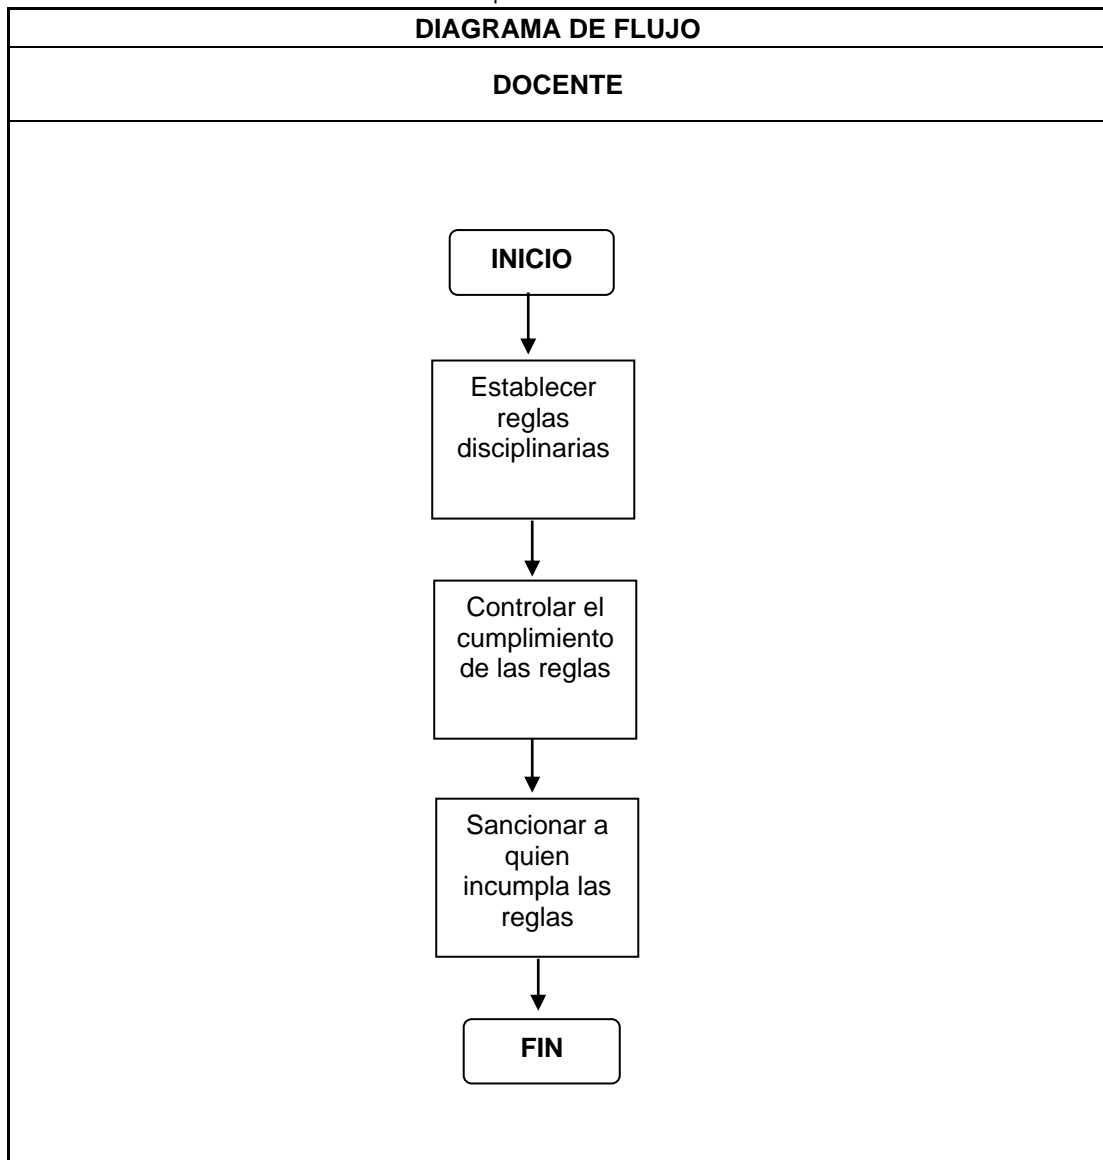 DIAGRAMA DE FLUJO
DOCENTE
INICIO
Establecer
reglas
disciplinarias
Controlar el
cumplimiento
de las reglas
Sancionar a
quien
incumpla las
reglas
FIN